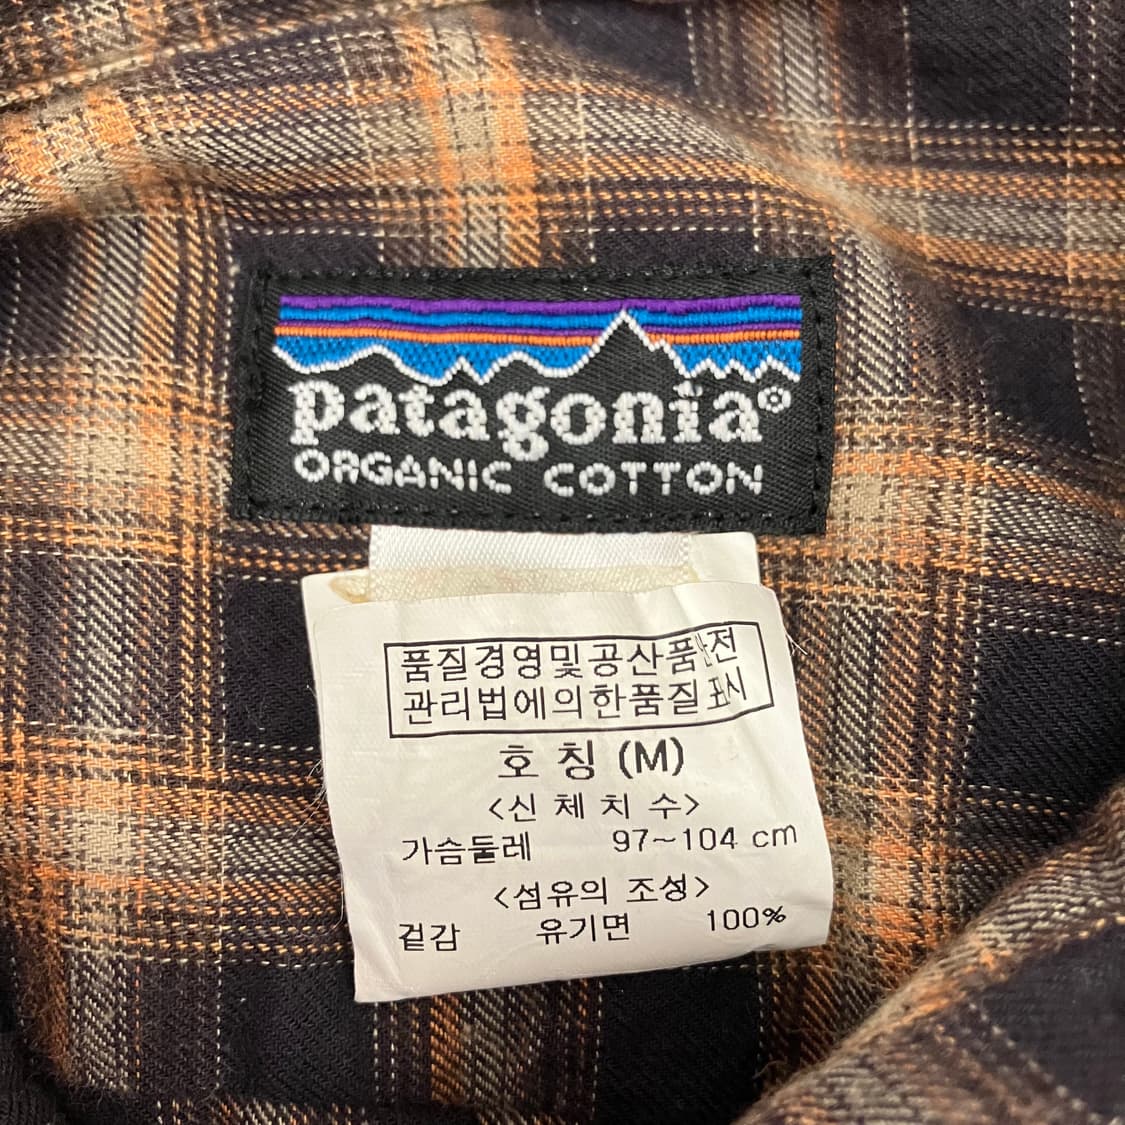 patagonia®
ORGANIC COTTON
품질경영및공산품안전
관리법에의한품질표시
호 칭 (M)
<신 체 치 수>
가슴둘레 97~104 cm
<섬유의 조성>
겉감 유기면 100%